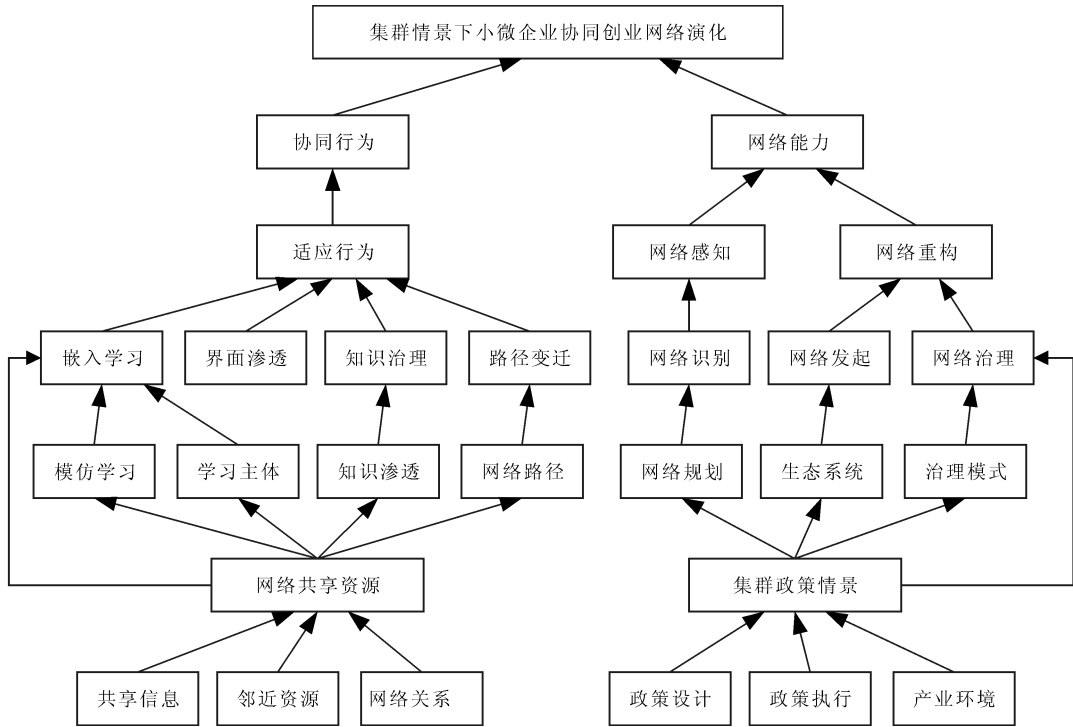 集群情景下小微企业协同创业网络演化
协同行为
网络能力
适应行为
网络感知
网络重构
嵌入学习
界面渗透
知识治理
路径变迁
网络识别
网络发起
网络治理
模仿学习
学习主体
知识渗透
网络路径
网络规划
生态系统
治理模式
网络共享资源
集群政策情景
共享信息
邻近资源
网络关系
政策设计
政策执行
产业环境